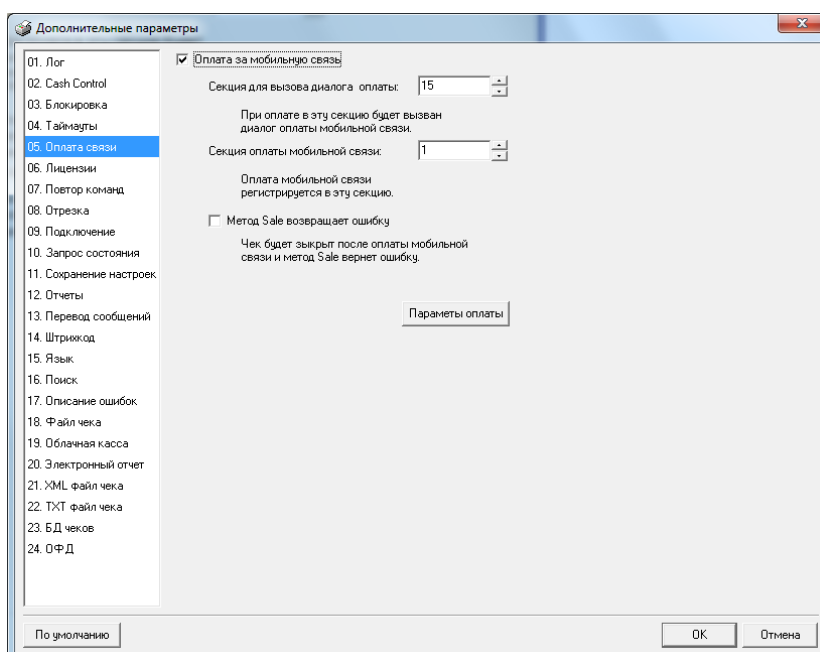 Дополнительные параметры
01. Лог
02. Cash Control
03. Блокировка
04. Таймауты
05. Оплата связи
06. Лицензии
07. Повтор команд
08. Отрезка
09. Подключение
10. Запрос состояния
11. Сохранение настроек
12. Отчеты
13. Перевод сообщений
14. Штрихкод
15. Язык
16. Поиск
17. Описание ошибок
18. Файл чека
19. Облачная касса
20. Электронный отчет
21. XML файл чека
22. TXT файл чека
23. БД чеков
24. ОФД
Оплата за мобильную связь
Секция для вызова диалога оплаты: 15
При оплате в эту секцию будет вызван
диалог оплаты мобильной связи.
Секция оплаты мобильной связи: 1
Оплата мобильной связи
регистрируется в эту секцию.
Метод Sale возвращает ошибку
Чек будет зыкрыт после оплаты мобильной
связи и метод Sale вернет ошибку.
Параметы оплаты
По умолчанию
OK
Отмена